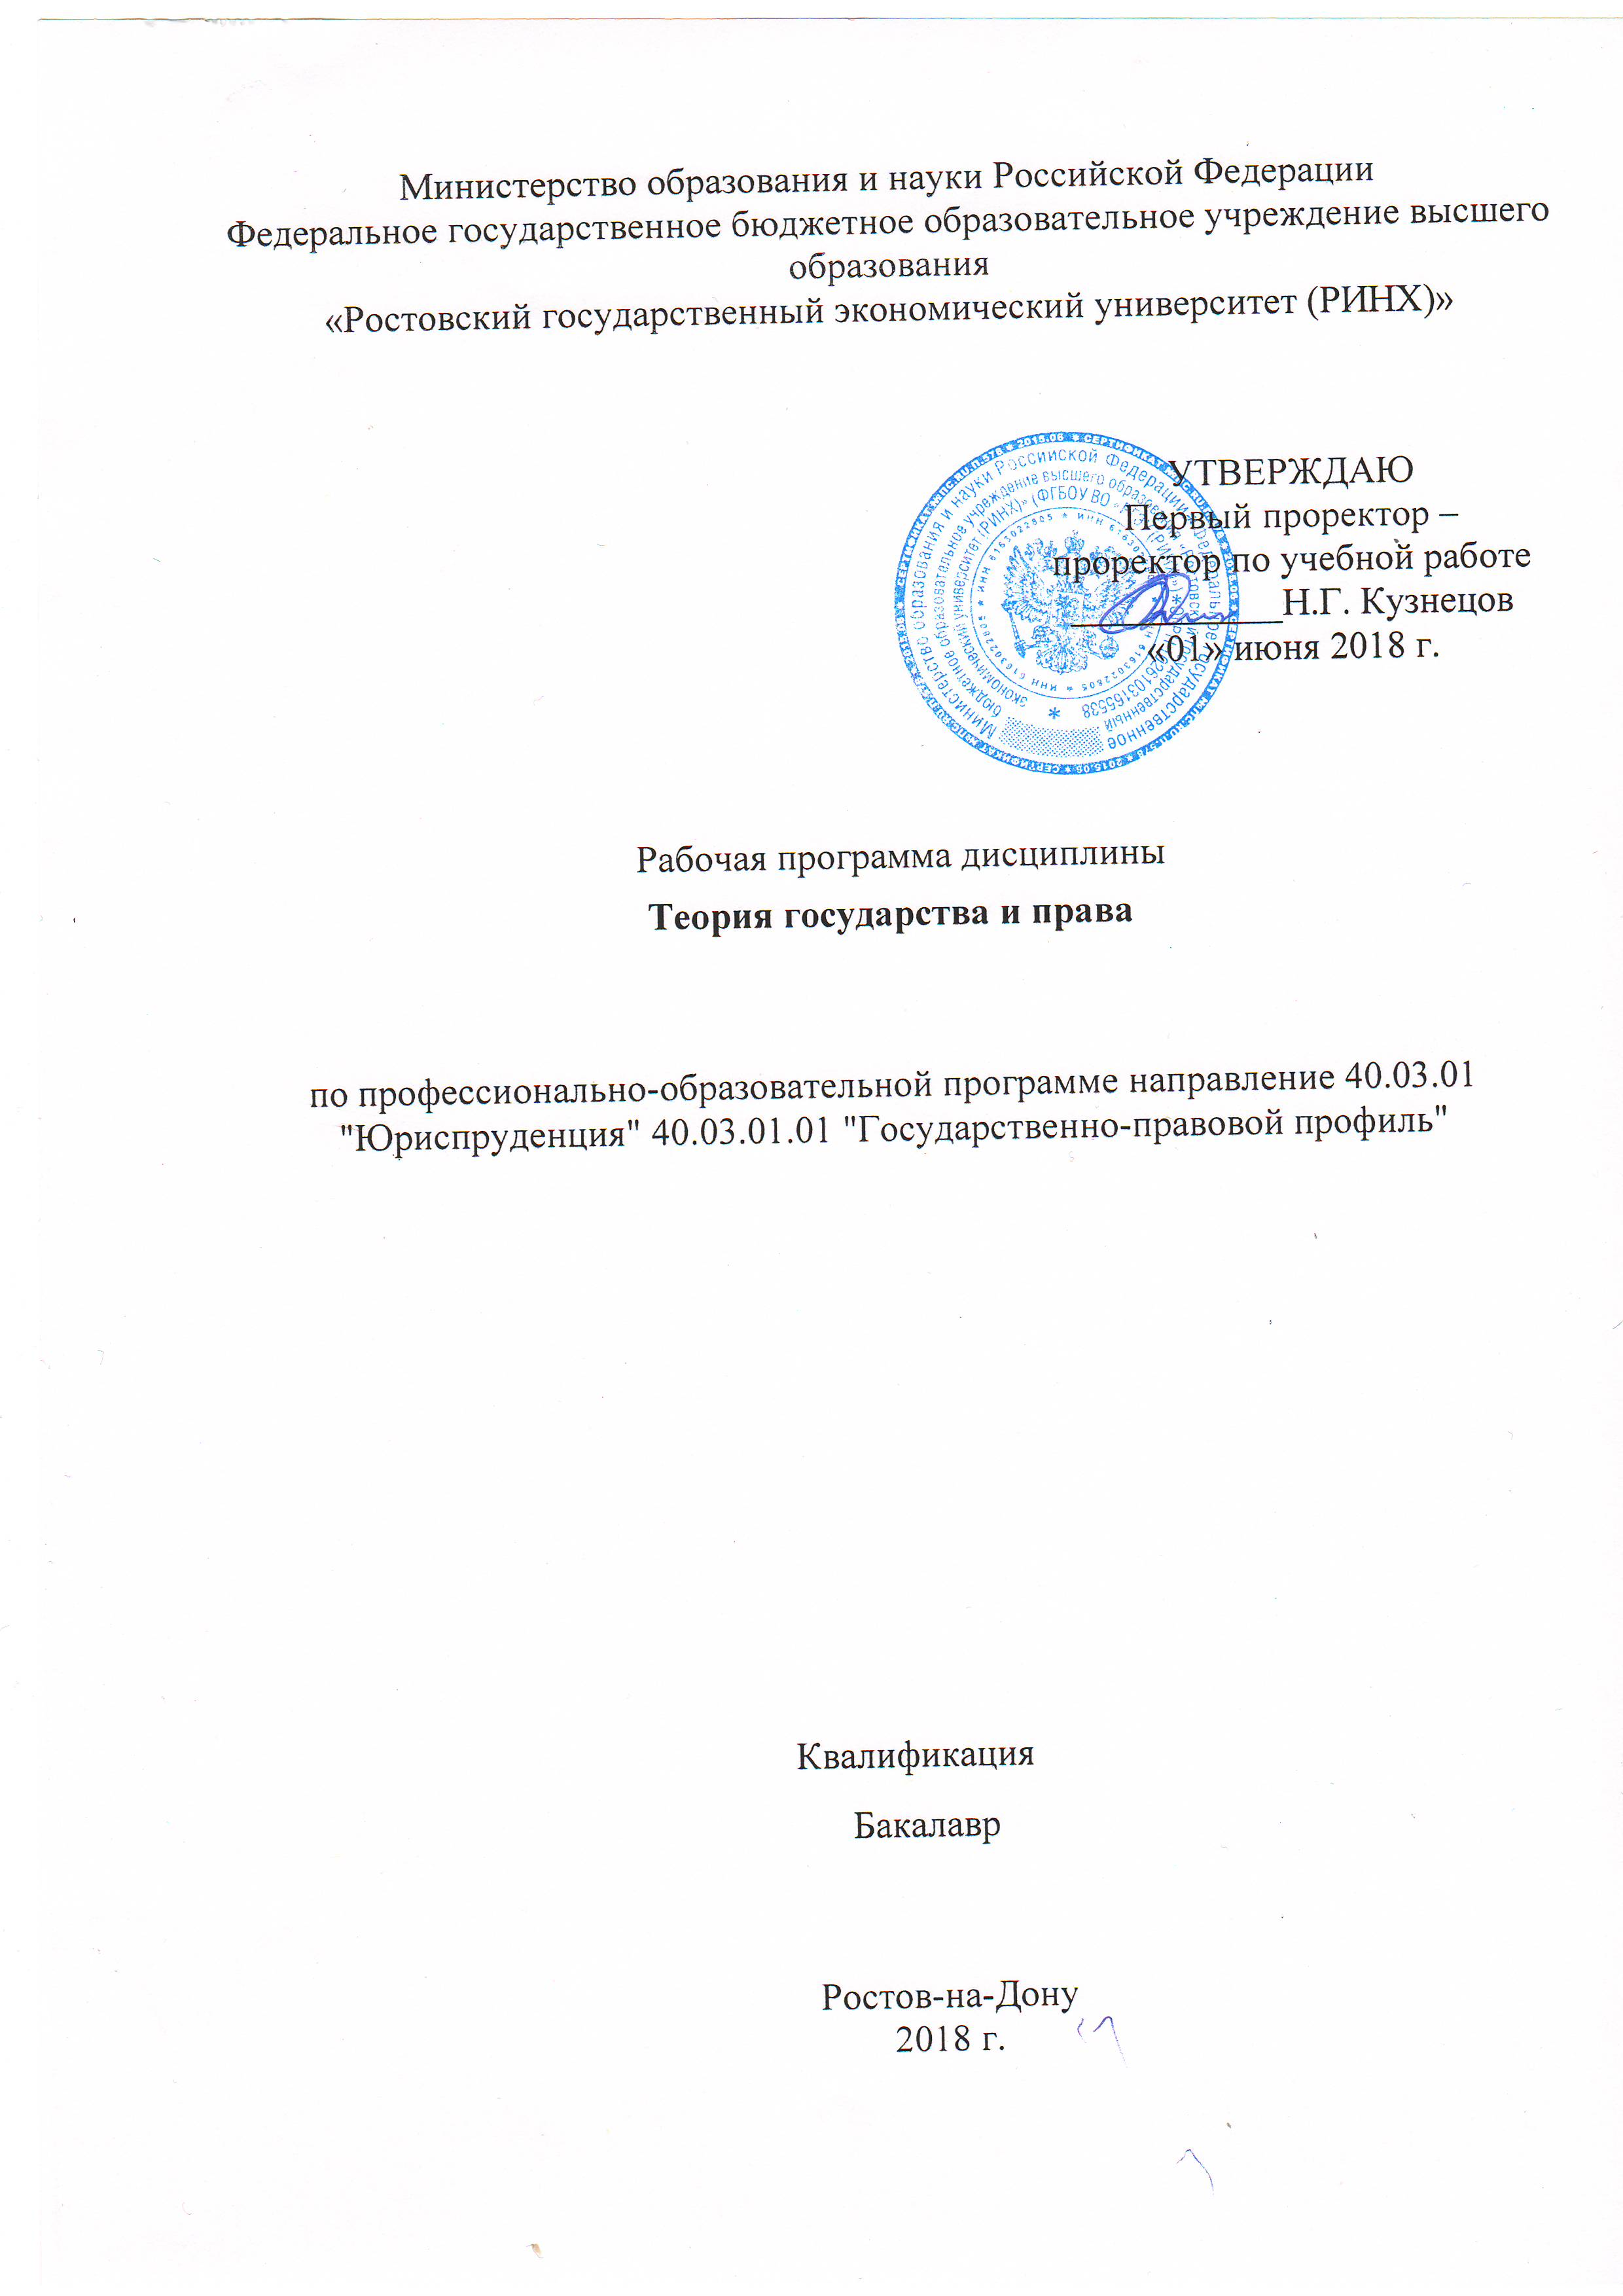 Министерство образования и науки Российской Федерации
Федеральное государственное бюджетное образовательное учреждение высшего
образования
«Ростовский государственный экономический университет (РИНХ)»
УТВЕРЖДАЮ
Первый проректор –
проректор по учебной работе
Н.Г. Кузнецов
«01» июня 2018 г.
Рабочая программа дисциплины
Теория государства и права
по профессионально-образовательной программе направление 40.03.01
"Юриспруденция" 40.03.01.01 "Государственно-правовой профиль"
Квалификация
Бакалавр
Ростов-на-Дону
2018 г.